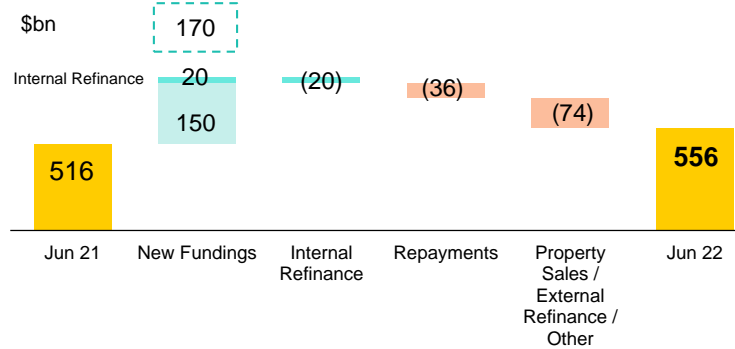 $bn
170
Internal Refinance
20
(20)
(36)
150
(74)
516
556
Jun 21
New Fundings
Internal
Refinance
Repayments
Property
Sales /
External
Refinance /
Other
Jun 22